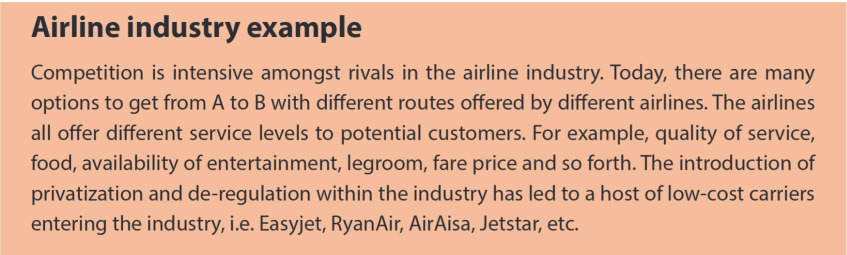 Airline industry example
Competition is intensive amongst rivals in the airline industry. Today, there are many
options to get from A to B with different routes offered by different airlines. The airlines
all offer different service levels to potential customers. For example, quality of service,
food, availability of entertainment, legroom, fare price and so forth. The introduction of
privatization and de-regulation within the industry has led to a host of low-cost carriers
entering the industry, i.e. Easyjet, RyanAir, AirAisa, Jetstar, etc.